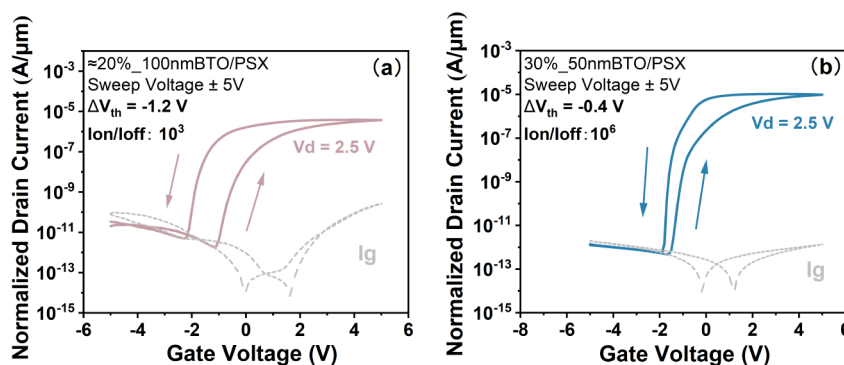 ≈20%_100nmBTO/PSX
(a)
Sweep Voltage ± 5V
ΔVth = -1.2 V
Ion/Ioff: 10³
Vd = 2.5 V
Ig
Normalized Drain Current (A/μm)
10⁻³
10⁻⁵
10⁻⁷
10⁻⁹
10⁻¹¹
10⁻¹³
10⁻¹⁵
-6 -4 -2 0 2 4 6
Gate Voltage (V)
30%_50nmBTO/PSX
(b)
Sweep Voltage ± 5V
ΔVth = -0.4 V
Ion/Ioff: 10⁶
Vd = 2.5 V
Ig
Normalized Drain Current (A/μm)
10⁻¹
10⁻³
10⁻⁵
10⁻⁷
10⁻⁹
10⁻¹¹
10⁻¹³
10⁻¹⁵
-8 -6 -4 -2 0 2 4 6
Gate Voltage (V)